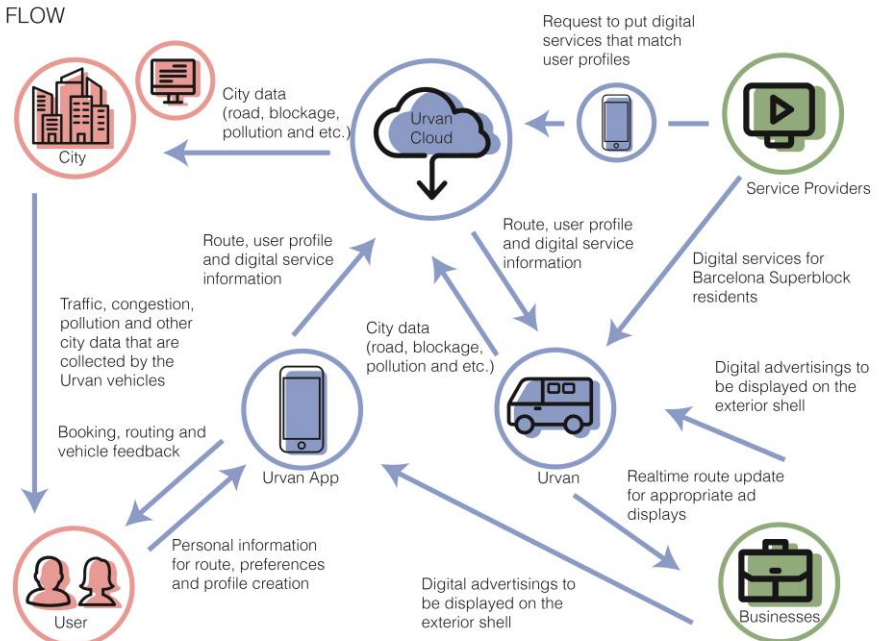 FLOW
Request to put digital
services that match
user profiles
City data
(road, blockage,
pollution and etc.)
Urvan
Cloud
City
Service Providers
Route, user profile
and digital service
information
Route, user profile
and digital service
information
Digital services for
Barcelona Superblock
residents
Traffic, congestion,
pollution and other
city data that are
collected by the
Urvan vehicles
City data
(road, blockage,
pollution and etc.)
Digital advertisings to
be displayed on the
exterior shell
Booking, routing and
vehicle feedback
Urvan App
Urvan
Realtime route update
for appropriate ad
displays
Personal information
for route, preferences
and profile creation
Digital advertisings to
be displayed on the
exterior shell
User
Businesses